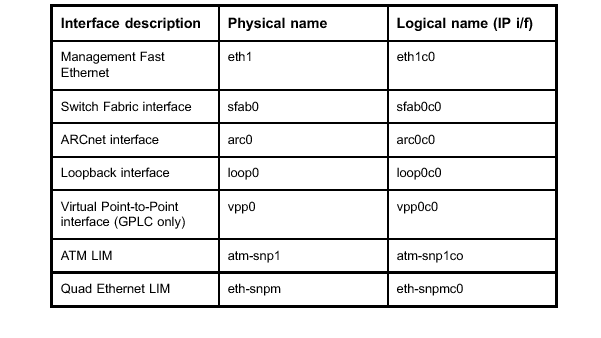 Interface description Physical name Logical name (IP i/f)
Management Fast Ethernet eth1 eth1c0
Switch Fabric interface sfab0 sfab0c0
ARCnet interface arc0 arc0c0
Loopback interface loop0 loop0c0
Virtual Point-to-Point interface (GPLC only) vpp0 vpp0c0
ATM LIM atm-snp1 atm-snp1co
Quad Ethernet LIM eth-snpm eth-snpmc0